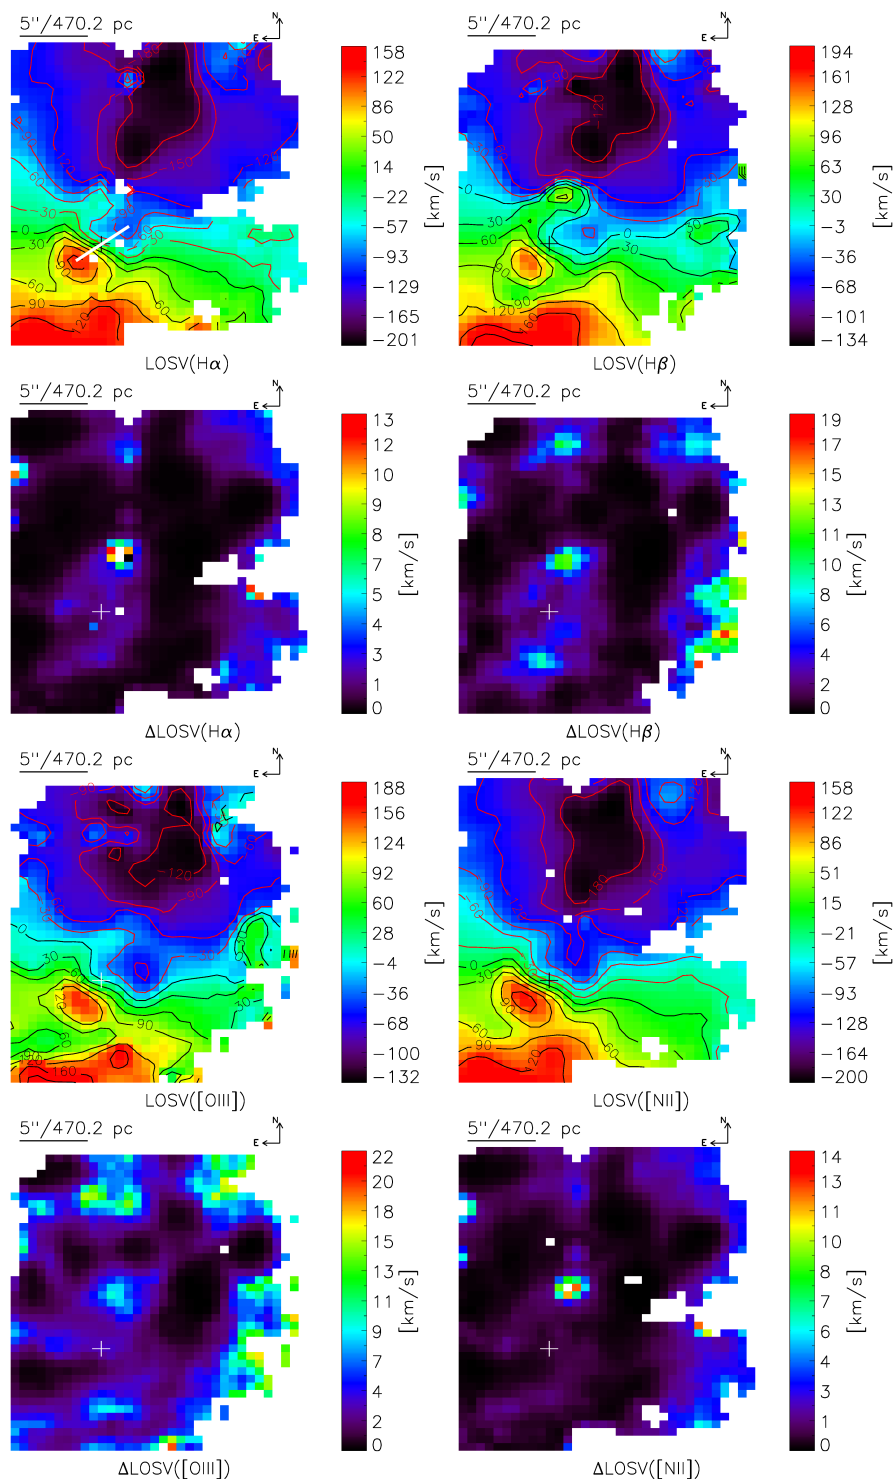 5''/470.2 pc
N
E
158
122
86
50
14
−22
−57
−93
−129
−165
−201
[km/s]
LOSV(Hα)
5''/470.2 pc
N
E
194
161
128
96
63
30
−3
−36
−68
−101
−134
[km/s]
LOSV(Hβ)
5''/470.2 pc
N
E
13
12
10
9
8
6
5
4
3
1
0
[km/s]
ΔLOSV(Hα)
5''/470.2 pc
N
E
19
17
15
13
11
10
8
6
4
2
0
[km/s]
ΔLOSV(Hβ)
5''/470.2 pc
N
E
188
156
124
92
60
28
−4
−36
−68
−100
−132
[km/s]
LOSV([OIII])
5''/470.2 pc
N
E
158
122
86
50
15
−21
−57
−93
−128
−164
−200
[km/s]
LOSV([NII])
5''/470.2 pc
N
E
22
20
18
16
13
11
9
7
4
2
0
[km/s]
ΔLOSV([OIII])
5''/470.2 pc
N
E
14
13
11
10
8
7
6
4
3
1
0
[km/s]
ΔLOSV([NII])